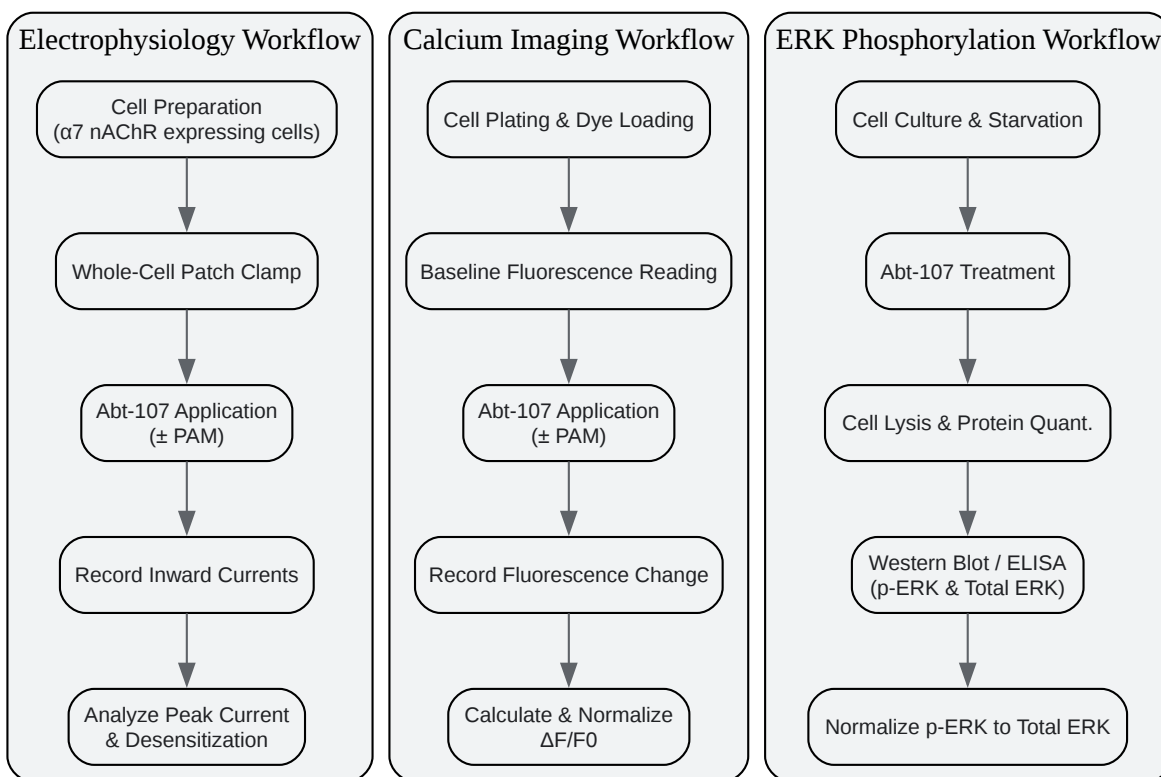 Electrophysiology Workflow
Cell Preparation
(α7 nAChR expressing cells)
Whole-Cell Patch Clamp
Abt-107 Application
(± PAM)
Record Inward Currents
Analyze Peak Current
& Desensitization
Calcium Imaging Workflow
Cell Plating & Dye Loading
Baseline Fluorescence Reading
Abt-107 Application
(± PAM)
Record Fluorescence Change
Calculate & Normalize
ΔF/F0
ERK Phosphorylation Workflow
Cell Culture & Starvation
Abt-107 Treatment
Cell Lysis & Protein Quant.
Western Blot / ELISA
(p-ERK & Total ERK)
Normalize p-ERK to Total ERK